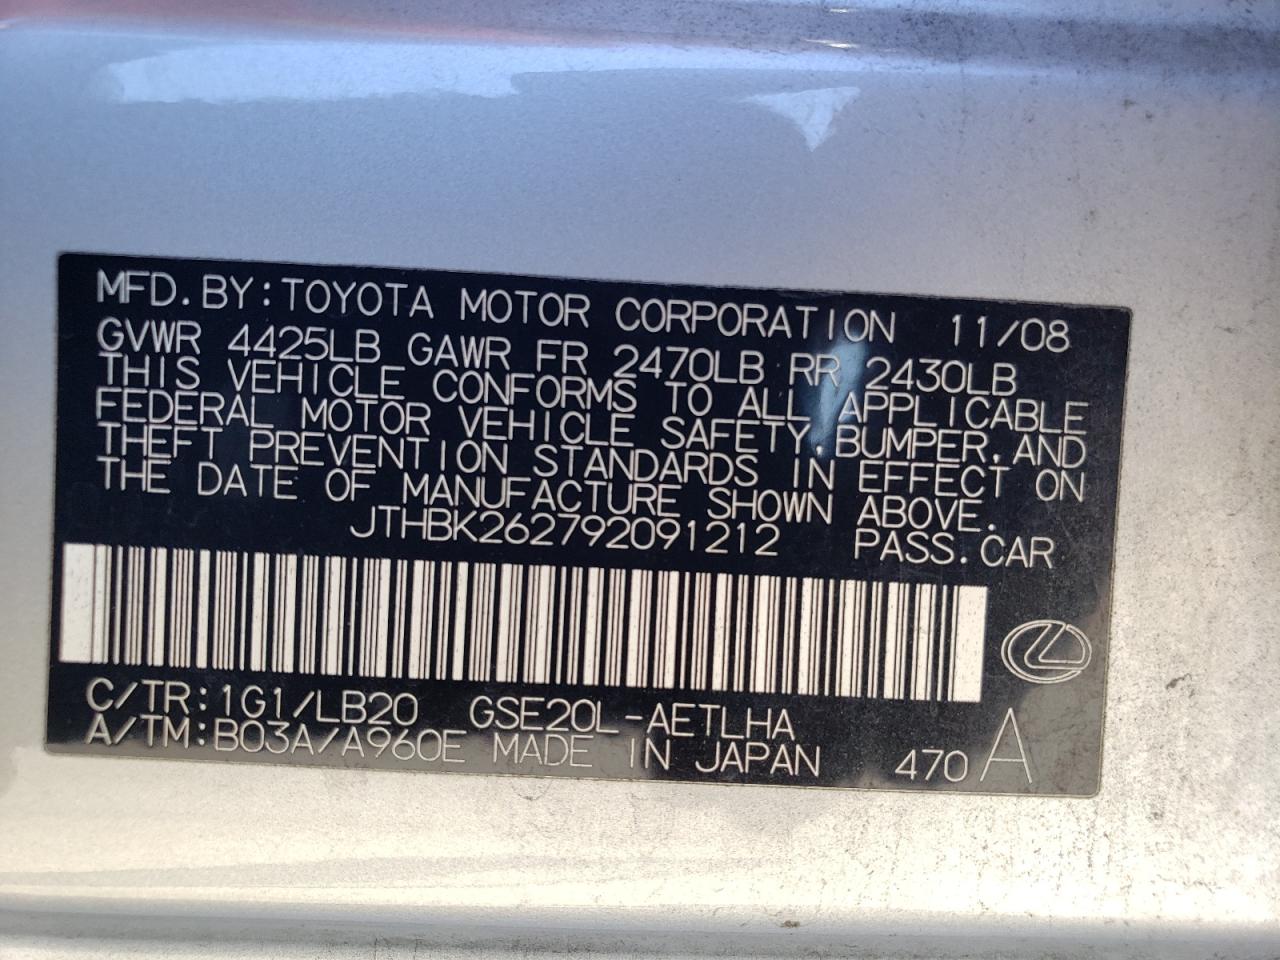 MFD.BY:TOYOTA MOTOR CORPORATION 11/08
GVWR 4425LB GAWR FR 2470LB RR 2430LB
THIS VEHICLE CONFORMS TO ALL APPLICABLE
FEDERAL MOTOR VEHICLE SAFETY,BUMPER,AND
THEFT PREVENTION STANDARDS IN EFFECT ON
THE DATE OF MANUFACTURE SHOWN ABOVE.
JTHBK262792091212 PASS.CAR
C/TR:1G1/LB20 GSE20L-AETLHA
A/TM:B03A/A960E MADE IN JAPAN 470 A